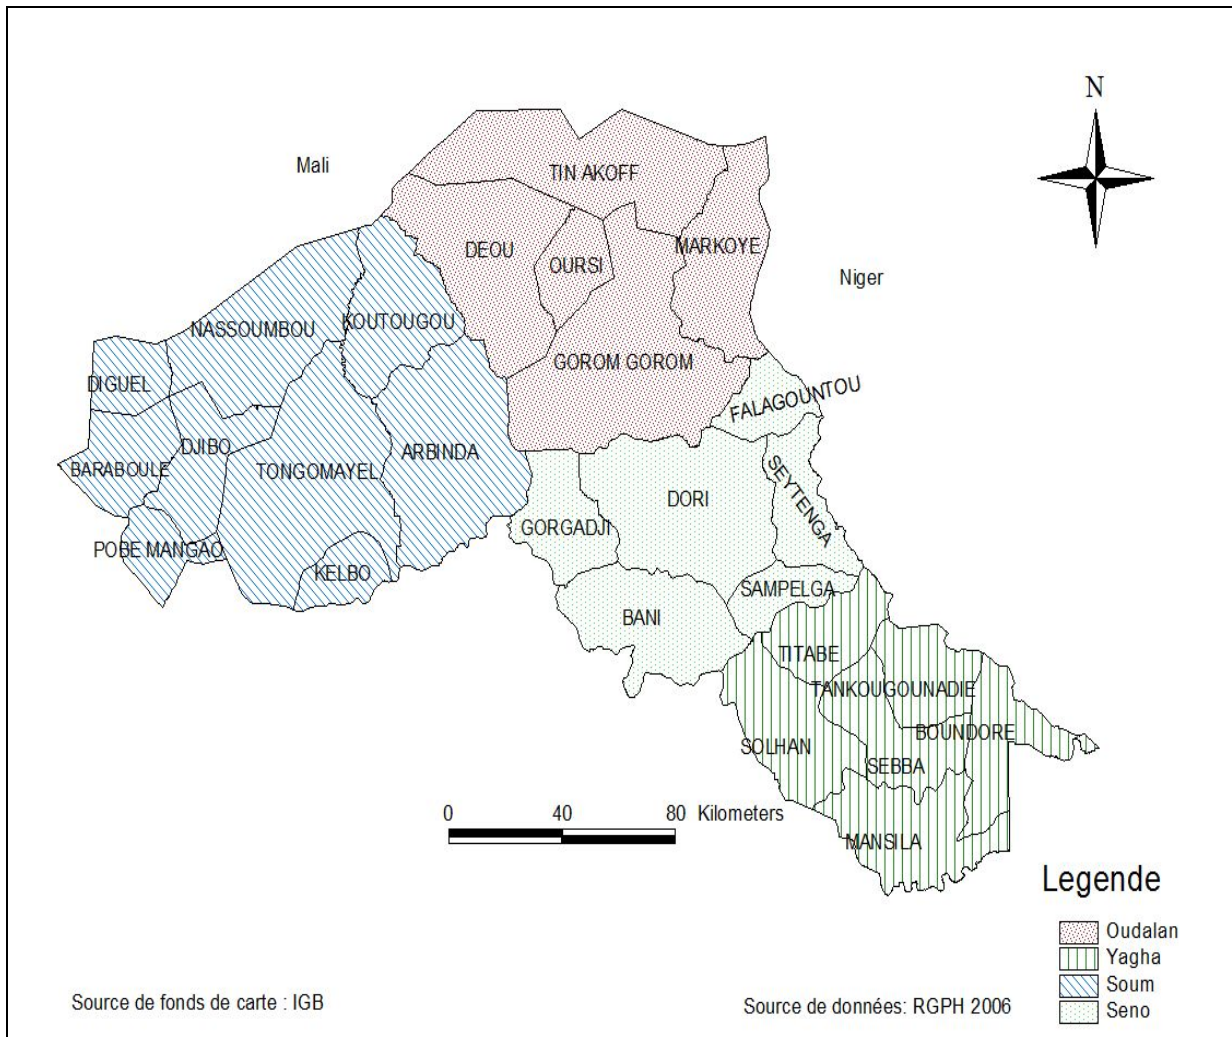 N
Mali
TIN AKOFF
DEOU
OURSI
MARKOYE
Niger
NASSOUMBOU
KOUTOUGOU
GOROM GOROM
DIGUEL
FALAGOUNTOU
DJIBO
ARBINDA
BARABOULE
TONGOMAYEL
SEYTENGA
DORI
GORGADJI
POBE MANGAO
KELBO
SAMPELGA
BANI
TITABE
TANKOUGOUNADIE
BOUNDORE
SOLHAN
SEBBA
0 40 80 Kilometers
MANSILA
Legende
Oudalan
Yagha
Soum
Seno
Source de fonds de carte : IGB
Source de données: RGPH 2006